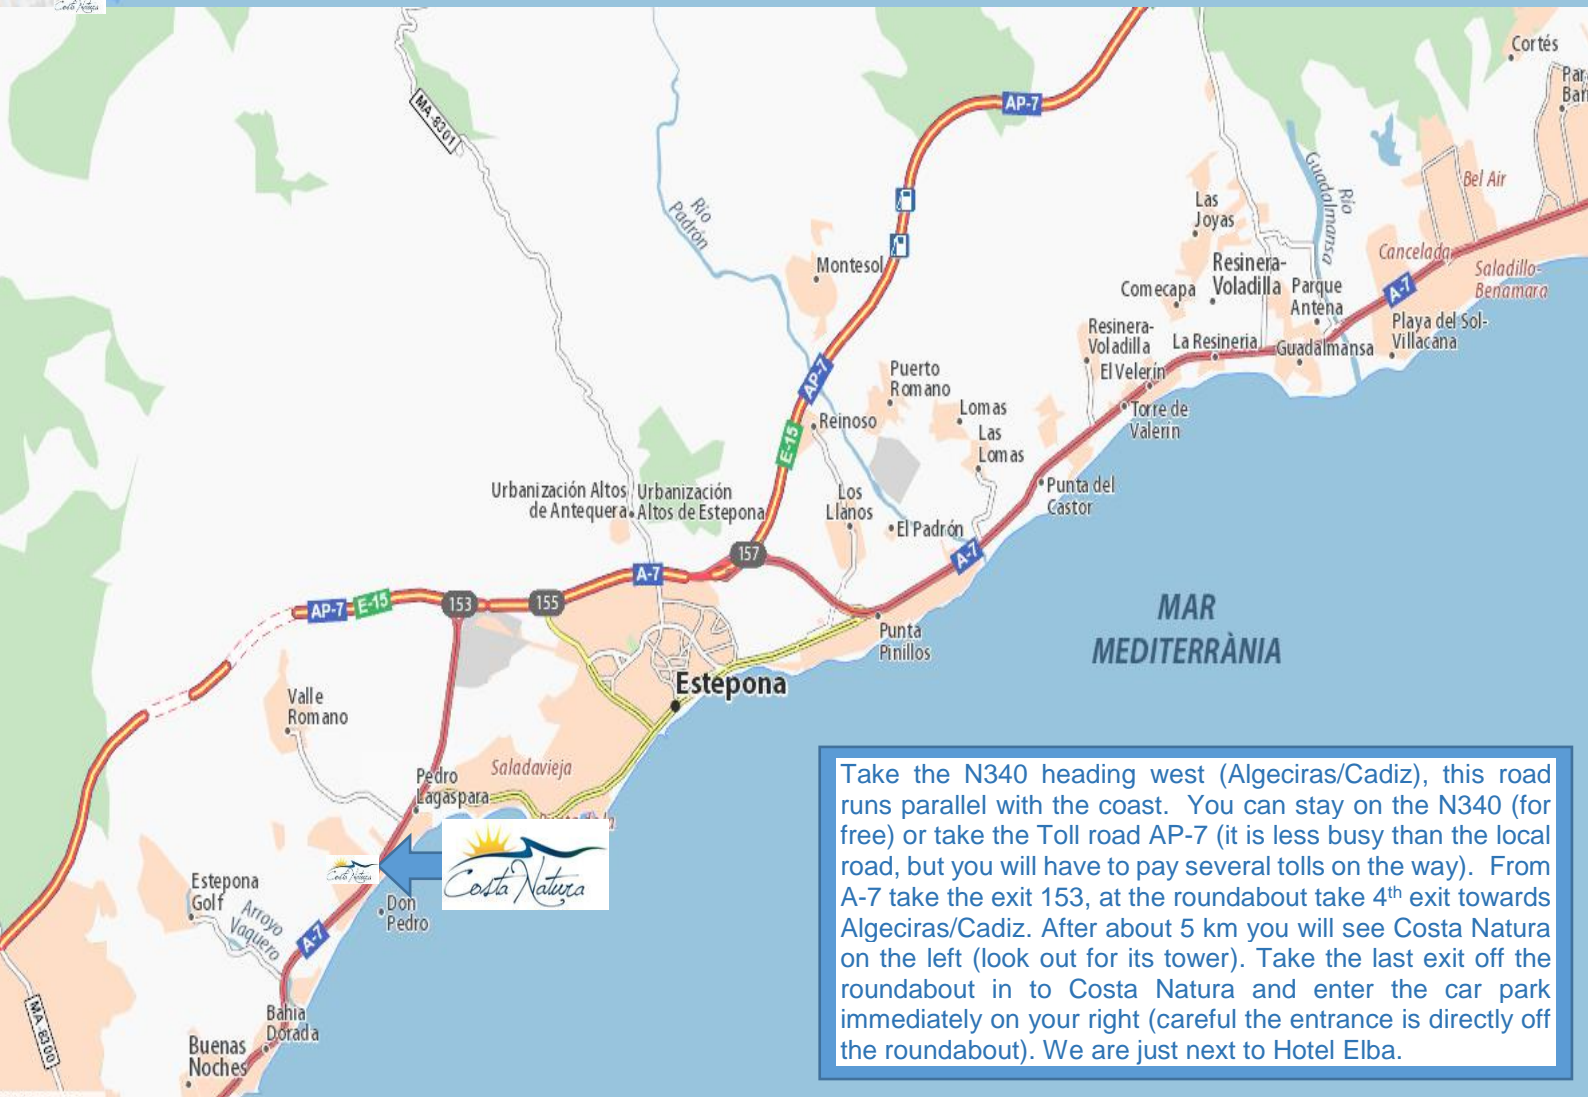 Costa Natura
Cortés
MA-8301
AP-7
Río
Padrón
Río
Guadalmansa
Bel Air
Las
Joyas
Cancelada
Saladillo-
Benamara
Montesol
Resinera-
Voladilla
Parque
Antena
Comecapa
A-7
Playa del Sol-
Villacana
Resinera-
Voladilla
La Resineria
Guadalmansa
El Velerín
AP-7
Puerto
Romano
Torre de
Valerin
Reinoso
Lomas
Las
Lomas
E-15
Urbanización Altos
de Antequera
Urbanización
Altos de Estepona
Los
Llanos
Punta del
Castor
El Padrón
157
A-7
A-7
AP-7
E-15
153
155
MAR
MEDITERRÀNIA
Punta
Pinillos
Estepona
Valle
Romano
Saladavieja
Pedro
Lagaspara
Costa Natura
Costa Natura
Estepona
Golf
Arroyo
Vaquero
Don
Pedro
A-7
Bahia
Dorada
MA-8300
Buenas
Noches
Take the N340 heading west (Algeciras/Cadiz), this road
runs parallel with the coast. You can stay on the N340 (for
free) or take the Toll road AP-7 (it is less busy than the local
road, but you will have to pay several tolls on the way). From
A-7 take the exit 153, at the roundabout take 4th exit towards
Algeciras/Cadiz. After about 5 km you will see Costa Natura
on the left (look out for its tower). Take the last exit off the
roundabout in to Costa Natura and enter the car park
immediately on your right (careful the entrance is directly off
the roundabout). We are just next to Hotel Elba.